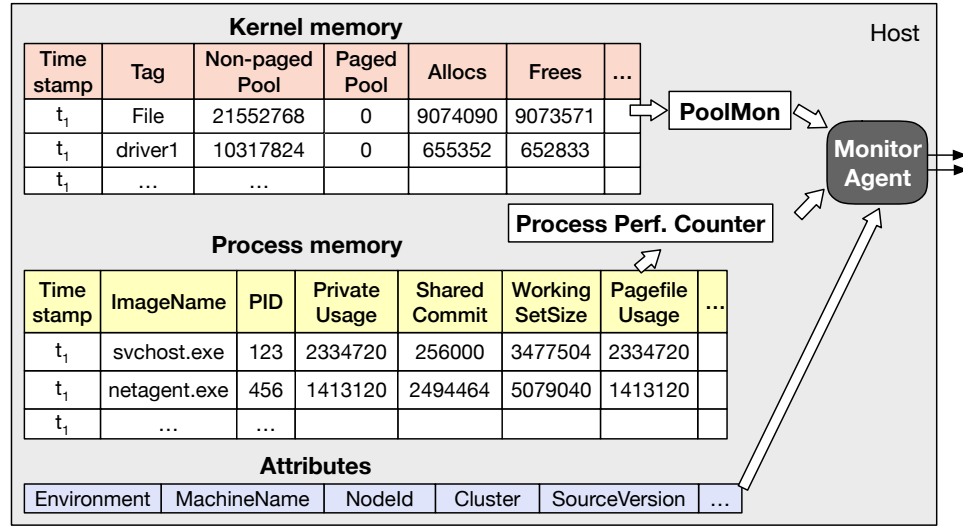 Kernel memory
Host
Time stamp Tag Non-paged Pool Paged Pool Allocs Frees ...
t1 File 21552768 0 9074090 9073571
t1 driver1 10317824 0 655352 652833
t1 ... ...
PoolMon
Monitor Agent
Process Perf. Counter
Process memory
Time stamp ImageName PID Private Usage Shared Commit Working SetSize Pagefile Usage ...
t1 svchost.exe 123 2334720 256000 3477504 2334720
t1 netagent.exe 456 1413120 2494464 5079040 1413120
t1 ... ...
Attributes
Environment MachineName NodeId Cluster SourceVersion ...